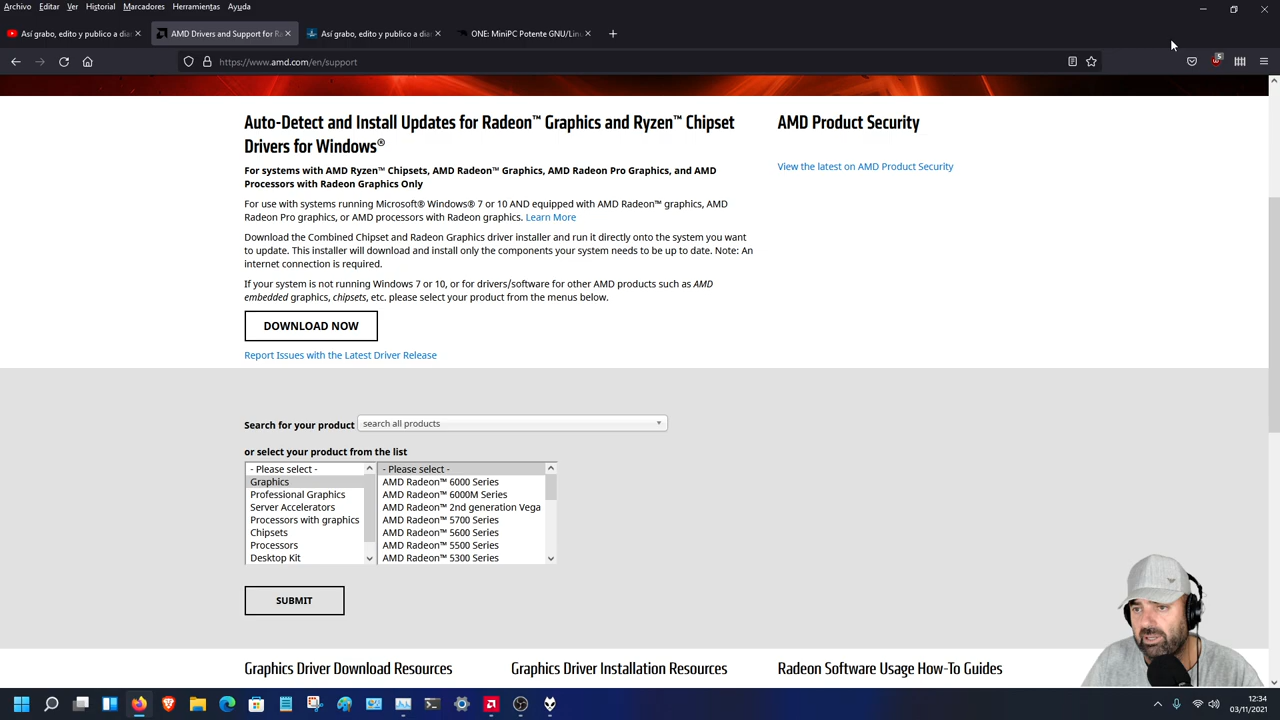 Archivo Editar Ver Historial Marcadores Herramientas Ayuda
Así grabo, edito y publico a dia
AMD Drivers and Support for Ra
Así grabo, edito y publico a dia
ONE: MiniPC Potente GNU/Linu
https://www.amd.com/en/support
5
Auto-Detect and Install Updates for Radeon™ Graphics and Ryzen™ Chipset
Drivers for Windows®
For systems with AMD Ryzen™ Chipsets, AMD Radeon™ Graphics, AMD Radeon Pro Graphics, and AMD
Processors with Radeon Graphics Only
For use with systems running Microsoft® Windows® 7 or 10 AND equipped with AMD Radeon™ graphics, AMD
Radeon Pro graphics, or AMD processors with Radeon graphics. Learn More
Download the Combined Chipset and Radeon Graphics driver installer and run it directly onto the system you want
to update. This installer will download and install only the components your system needs to be up to date. Note: An
internet connection is required.
If your system is not running Windows 7 or 10, or for drivers/software for other AMD products such as AMD
embedded graphics, chipsets, etc. please select your product from the menus below.
DOWNLOAD NOW
Report Issues with the Latest Driver Release
AMD Product Security
View the latest on AMD Product Security
Search for your product search all products
or select your product from the list
- Please select -
Graphics
Professional Graphics
Server Accelerators
Processors with graphics
Chipsets
Processors
Desktop Kit
- Please select -
AMD Radeon™ 6000 Series
AMD Radeon™ 6000M Series
AMD Radeon™ 2nd generation Vega
AMD Radeon™ 5700 Series
AMD Radeon™ 5600 Series
AMD Radeon™ 5500 Series
AMD Radeon™ 5300 Series
SUBMIT
Graphics Driver Download Resources
Graphics Driver Installation Resources
Radeon Software Usage How-To Guides
12:34
03/11/2021